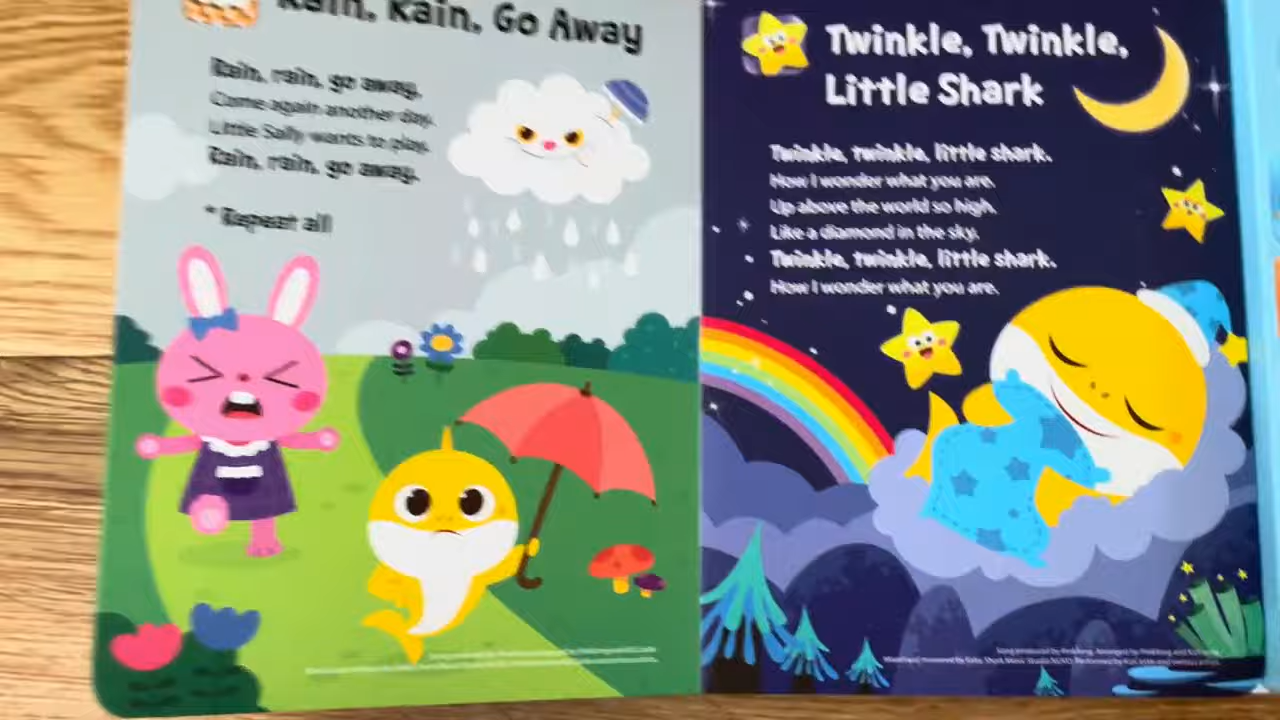 Rain, Rain, Go Away
Rain, rain, go away.
Come again another day.
Little Sally wants to play.
Rain, rain, go away.
* Repeat all
Twinkle, Twinkle,
Little Shark
Twinkle, twinkle, little shark.
How I wonder what you are.
Up above the world so high.
Like a diamond in the sky.
Twinkle, twinkle, little shark.
How I wonder what you are.